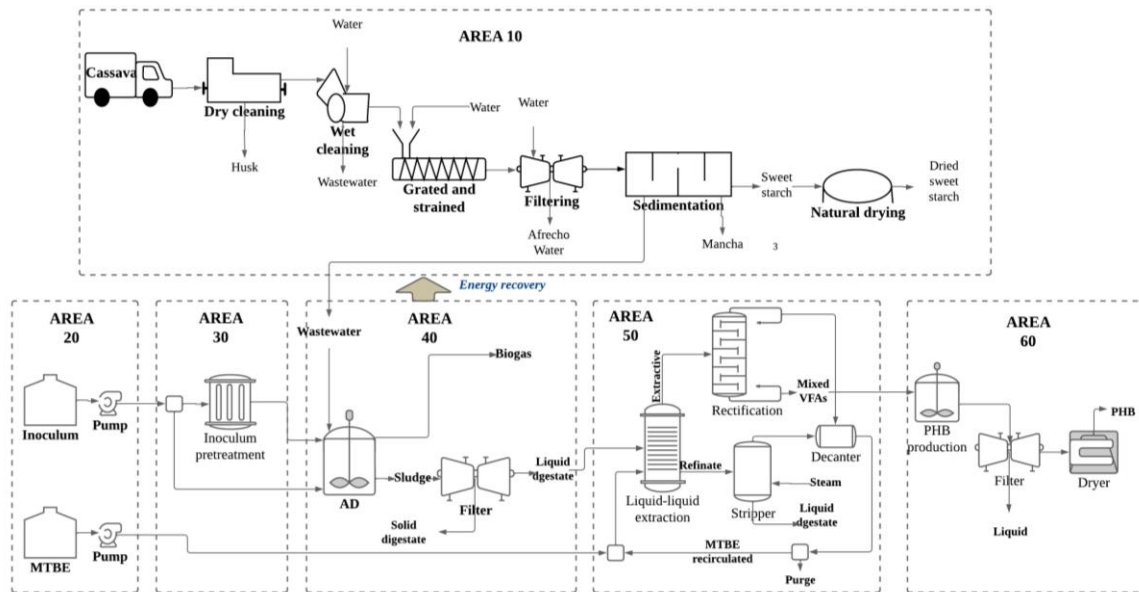 AREA 10
Water
Cassava
Dry cleaning
Husk
Wet
cleaning
Wastewater
Water
Grated and
strained
Water
Filtering
Afrecho
Water
Sedimentation
Mancha
3
Sweet
starch
Natural drying
Dried
sweet
starch
Energy recovery
AREA
20
Inoculum
Pump
MTBE
Pump
AREA
30
Inoculum
pretreatment
AREA
40
Wastewater
Biogas
AD
Sludge
Filter
Solid
digestate
Liquid
dgestate
AREA
50
Extractive
Rectification
Mixed
VFAs
Liquid-liquid
extraction
Refinate
Stripper
Decanter
Steam
Liquid
dgestate
MTBE
recirculated
Purge
AREA
60
PHB
production
Filter
Liquid
Dryer
PHB